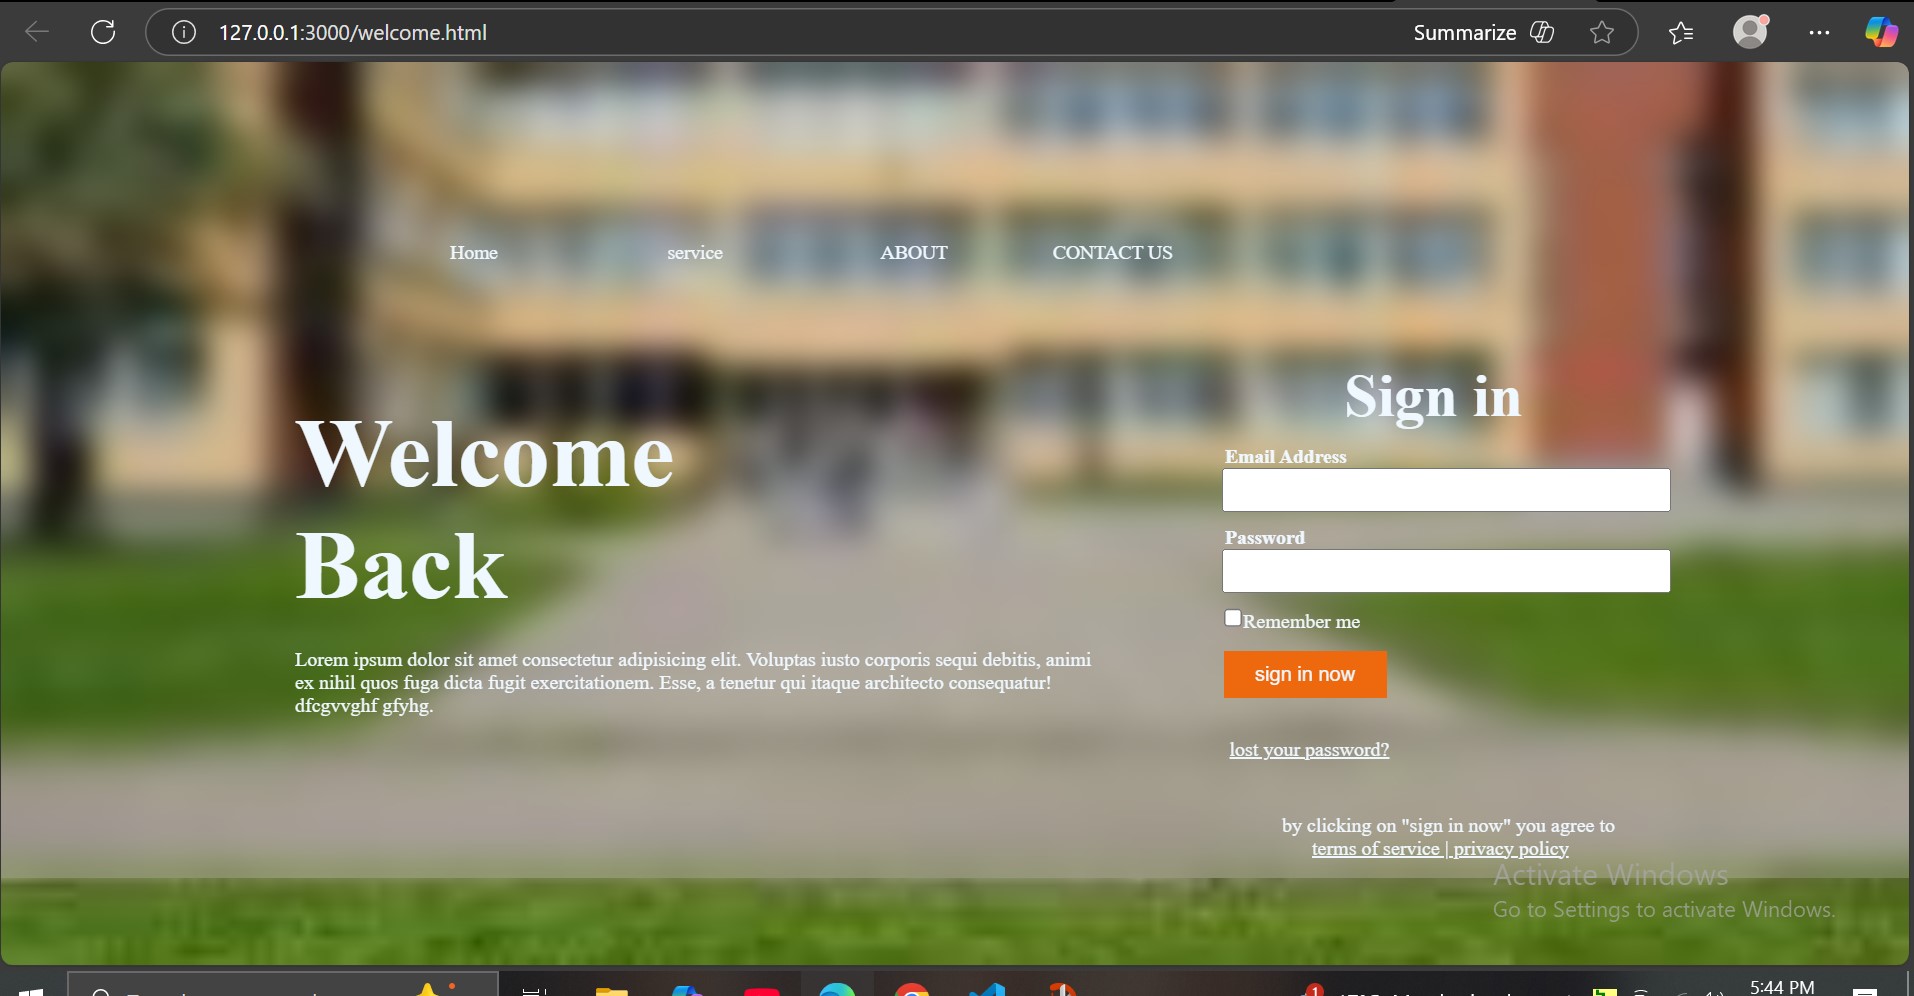 127.0.0.1:3000/welcome.html
Summarize
Home
service
ABOUT
CONTACT US
Welcome
Back
Lorem ipsum dolor sit amet consectetur adipisicing elit. Voluptas iusto corporis sequi debitis, animi
ex nihil quos fuga dicta fugit exercitationem. Esse, a tenetur qui itaque architecto consequatur!
dfcgvvghf gfyhg.
Sign in
Email Address
Password
Remember me
sign in now
lost your password?
by clicking on "sign in now" you agree to
terms of service | privacy policy
Activate Windows
Go to Settings to activate Windows.
1
5:44 PM